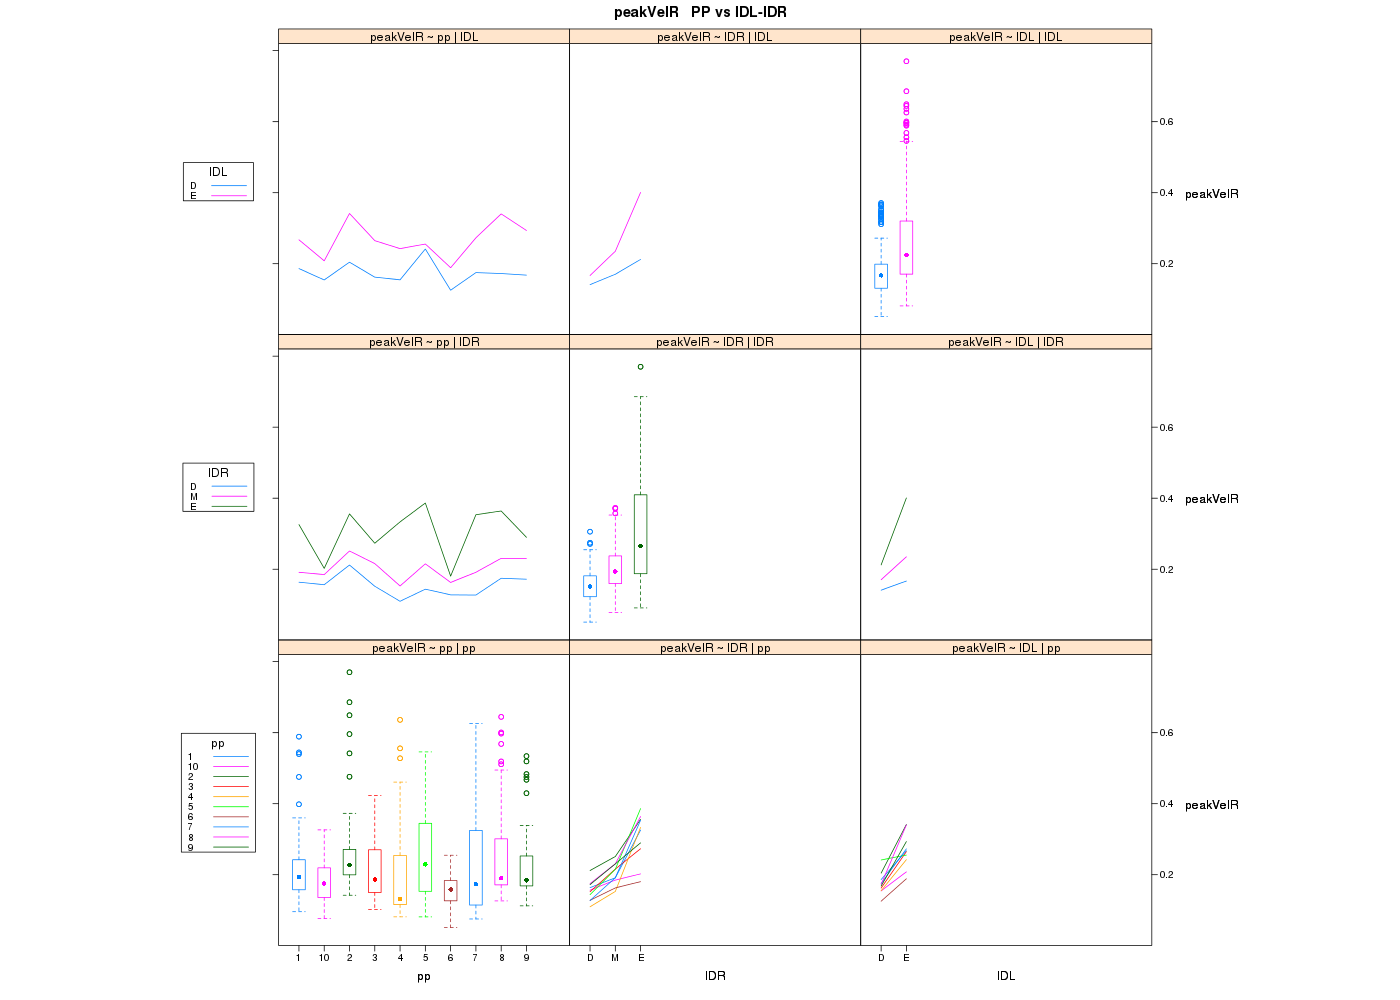 peakVelR   PP vs IDL-IDR
peakVelR ~ pp | IDL
peakVelR ~ IDR | IDL
peakVelR ~ IDL | IDL
0.6
0.4
0.2
peakVelR
IDL
D
E
peakVelR ~ pp | IDR
peakVelR ~ IDR | IDR
peakVelR ~ IDL | IDR
0.6
0.4
0.2
peakVelR
IDR
D
M
E
peakVelR ~ pp | pp
peakVelR ~ IDR | pp
peakVelR ~ IDL | pp
0.6
0.4
0.2
peakVelR
pp
1
10
2
3
4
5
6
7
8
9
1 10 2 3 4 5 6 7 8 9
D M E
D E
pp
IDR
IDL